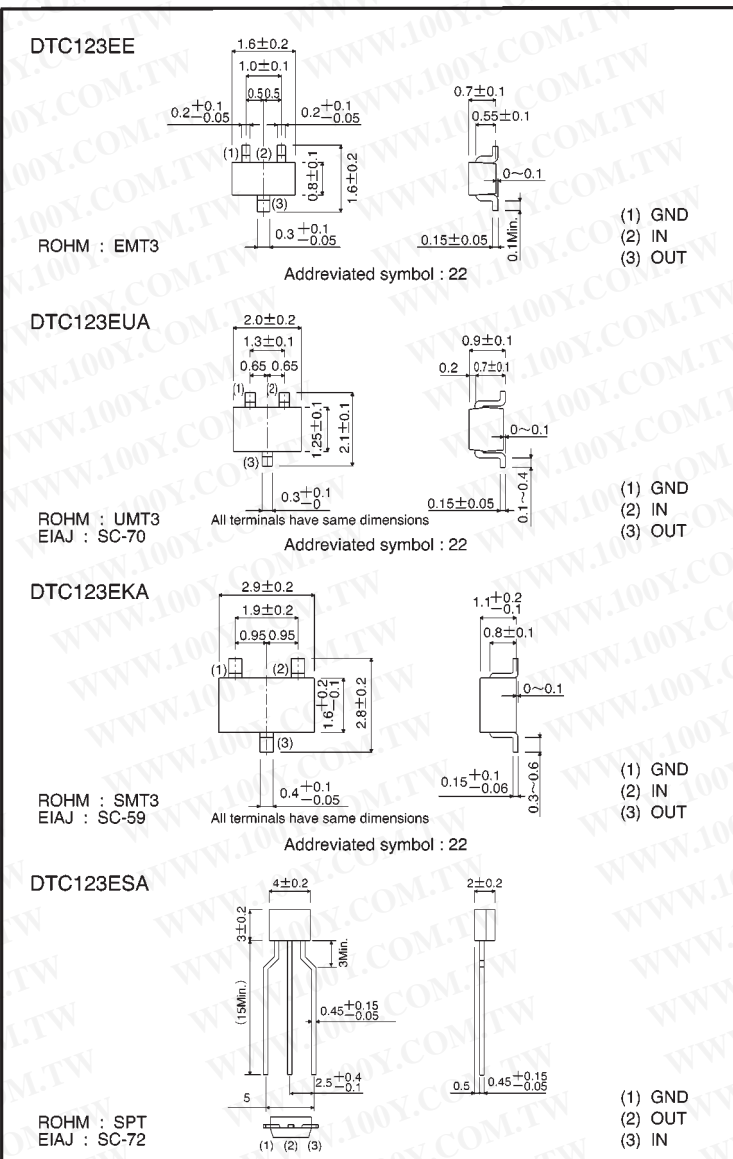 DTC123EE
1.6±0.2
1.0±0.1
0.5 0.5
0.2+0.1−0.05
0.2+0.1−0.05
(1)
(2)
(3)
0.8±0.1
1.6±0.2
0.3+0.1−0.05
0.7±0.1
0.55±0.1
0~0.1
0.15±0.05
0.1Min.
ROHM : EMT3
Addreviated symbol : 22
(1) GND
(2) IN
(3) OUT
DTC123EUA
2.0±0.2
1.3±0.1
0.65 0.65
(1)
(2)
(3)
1.25±0.1
2.1±0.1
0.3+0.1−0
0.9±0.1
0.2 0.7±0.1
0~0.1
0.15±0.05
0.1~0.4
ROHM : UMT3
EIAJ : SC-70
All terminals have same dimensions
Addreviated symbol : 22
(1) GND
(2) IN
(3) OUT
DTC123EKA
2.9±0.2
1.9±0.2
0.95 0.95
(1)
(2)
(3)
1.6+0.2−0.1
2.8±0.2
0.4+0.1−0.05
1.1+0.2−0.1
0.8±0.1
0~0.1
0.15+0.1−0.06
0.3~0.6
ROHM : SMT3
EIAJ : SC-59
All terminals have same dimensions
Addreviated symbol : 22
(1) GND
(2) IN
(3) OUT
DTC123ESA
4±0.2
3±0.2
(15Min.)
3Min.
0.45+0.15−0.05
2.5+0.4−0.1
5
(1) (2) (3)
2±0.2
0.5
0.45+0.15−0.05
ROHM : SPT
EIAJ : SC-72
(1) GND
(2) OUT
(3) IN
WWW.100Y.COM.TW